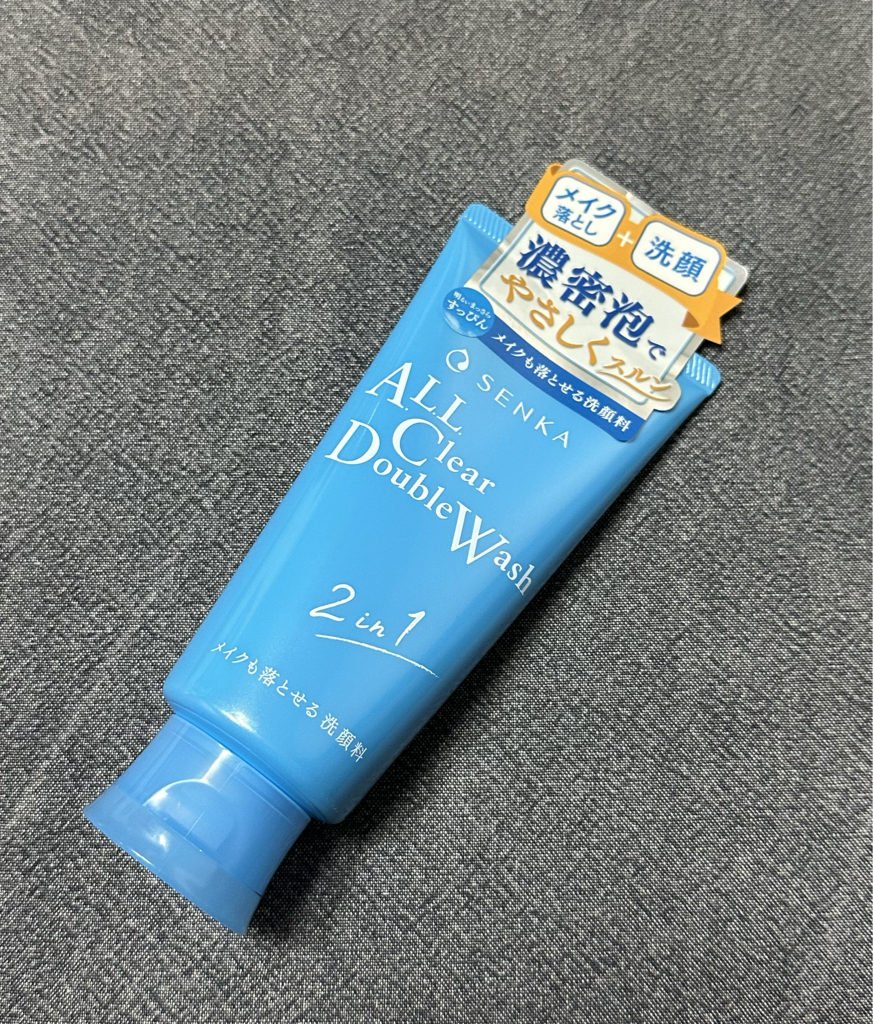 メイク
落とし
+
洗顔
濃密泡で
やさしくスルン
すっぴん
メイクも落とせる洗顔料
SENKA
ALL
Clear
Double Wash
2 in 1
メイクも落とせる洗顔料